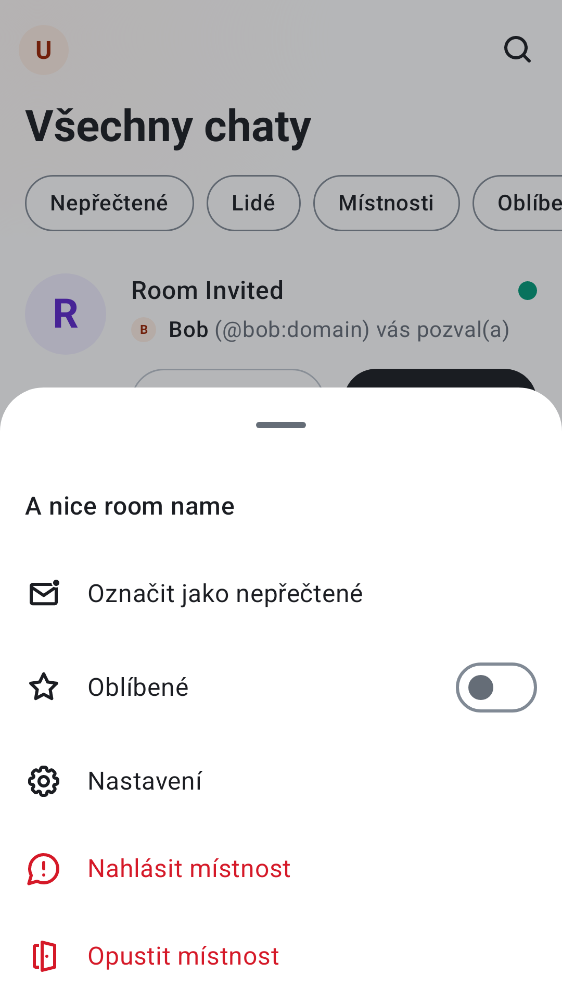 U
Všechny chaty
Nepřečtené Lidé Místnosti Oblíbe
R
Room Invited
B Bob (@bob:domain) vás pozval(a)
A nice room name
Označit jako nepřečtené
Oblíbené
Nastavení
Nahlásit místnost
Opustit místnost